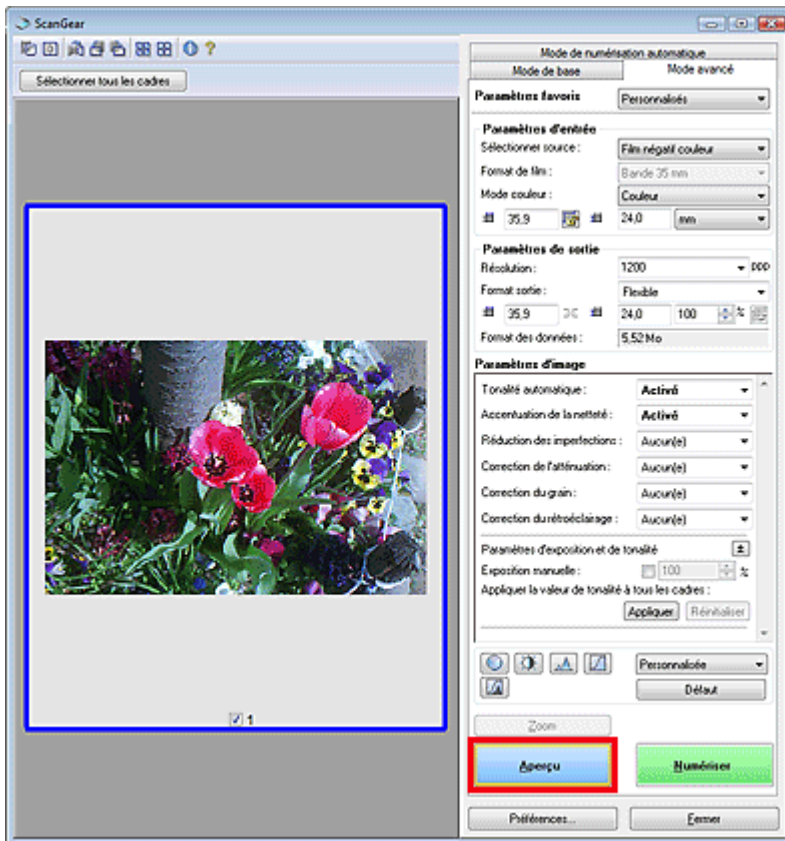 ScanGear
Sélectionner tous les cadres
Mode de numérisation automatique
Mode de base
Mode avancé
Paramètres favoris
Personnalisés
Paramètres d'entrée
Sélectionner source :
Film négatif couleur
Format de film :
Bande 35 mm
Mode couleur :
Couleur
35,9
24,0
mm
Paramètres de sortie
Résolution :
1200
ppp
Format sortie :
Flexible
35,9
24,0
100
%
Format des données :
5,52 Mo
Paramètres d'image
Tonalité automatique :
Activé
Accentuation de la netteté :
Activé
Réduction des imperfections :
Aucun(e)
Correction de l'atténuation :
Aucun(e)
Correction du grain :
Aucun(e)
Correction du rétroéclairage :
Aucun(e)
Paramètres d'exposition et de tonalité
Exposition manuelle :
100
%
Appliquer la valeur de tonalité à tous les cadres :
Appliquer
Réinitialiser
Personnalisée
Défaut
1
Zoom
Aperçu
Numériser
Préférences...
Fermer